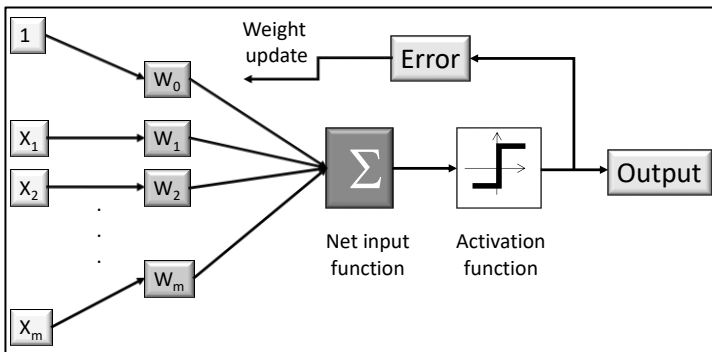 1
Weight
update
Error
W₀
X₁
W₁
X₂
W₂
Σ
Output
Net input
function
Activation
function
Wₘ
Xₘ